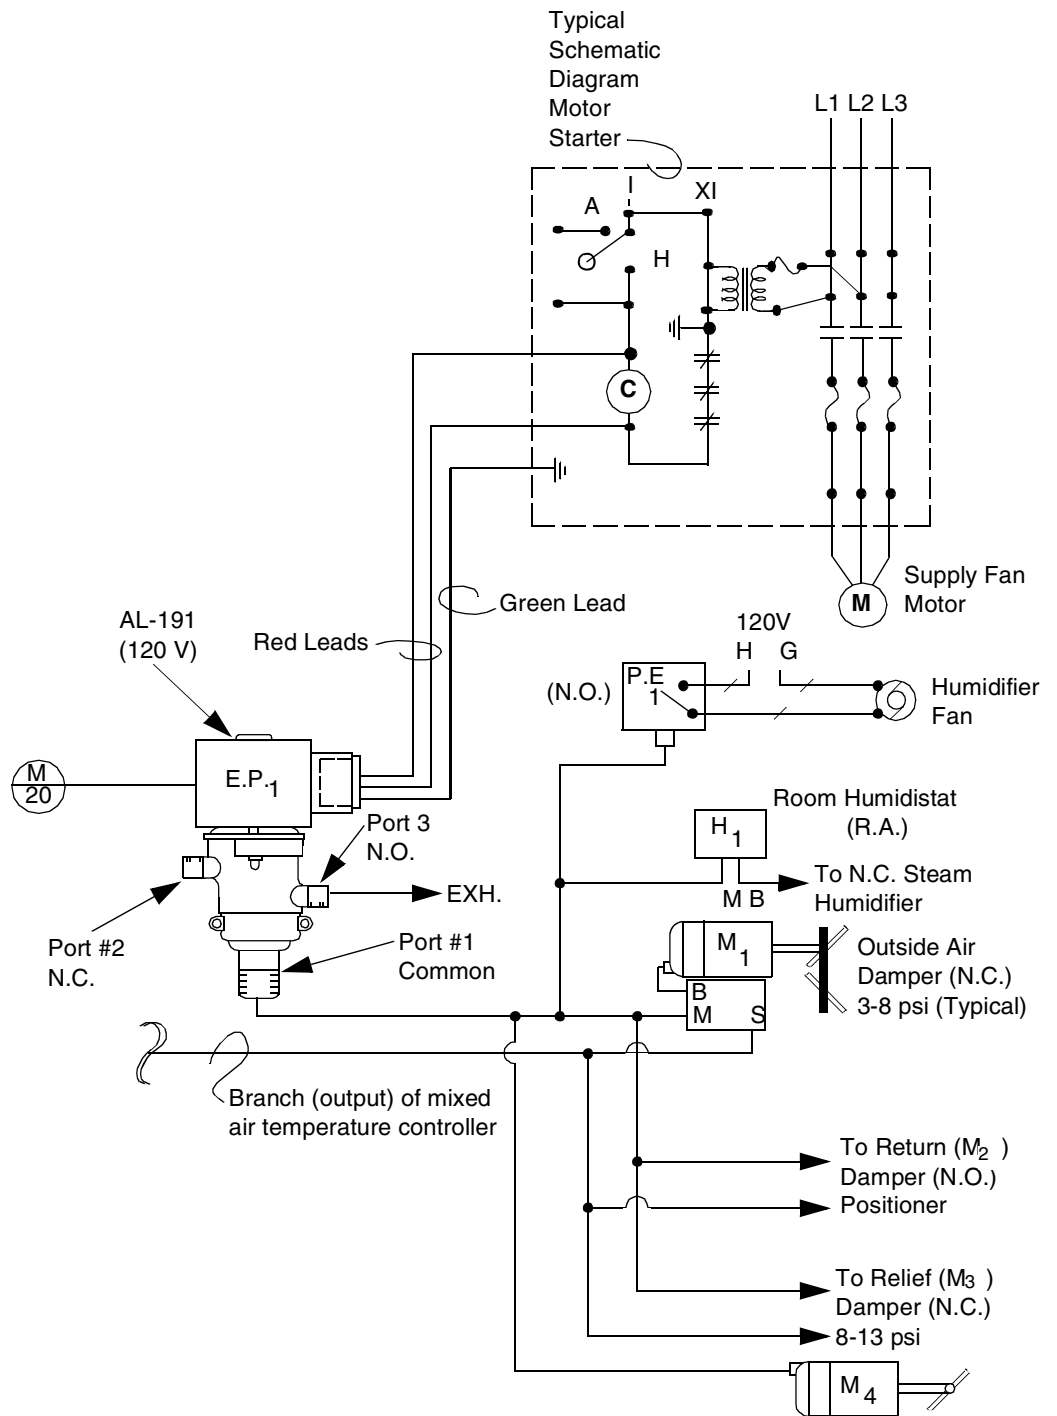 Typical
Schematic
Diagram
Motor
Starter
L1 L2 L3
I
XI
A
H
C
Supply Fan
Motor
M
Green Lead
Red Leads
AL-191
(120 V)
120V
H G
(N.O.)
P.E
1
Humidifier
Fan
M
20
E.P.1
Port 3
N.O.
EXH.
Room Humidistat
(R.A.)
H1
M B
To N.C. Steam
Humidifier
Port #2
N.C.
Port #1
Common
M1
B
M S
Outside Air
Damper (N.C.)
3-8 psi (Typical)
Branch (output) of mixed
air temperature controller
To Return (M2 )
Damper (N.O.)
Positioner
To Relief (M3 )
Damper (N.C.)
8-13 psi
M4